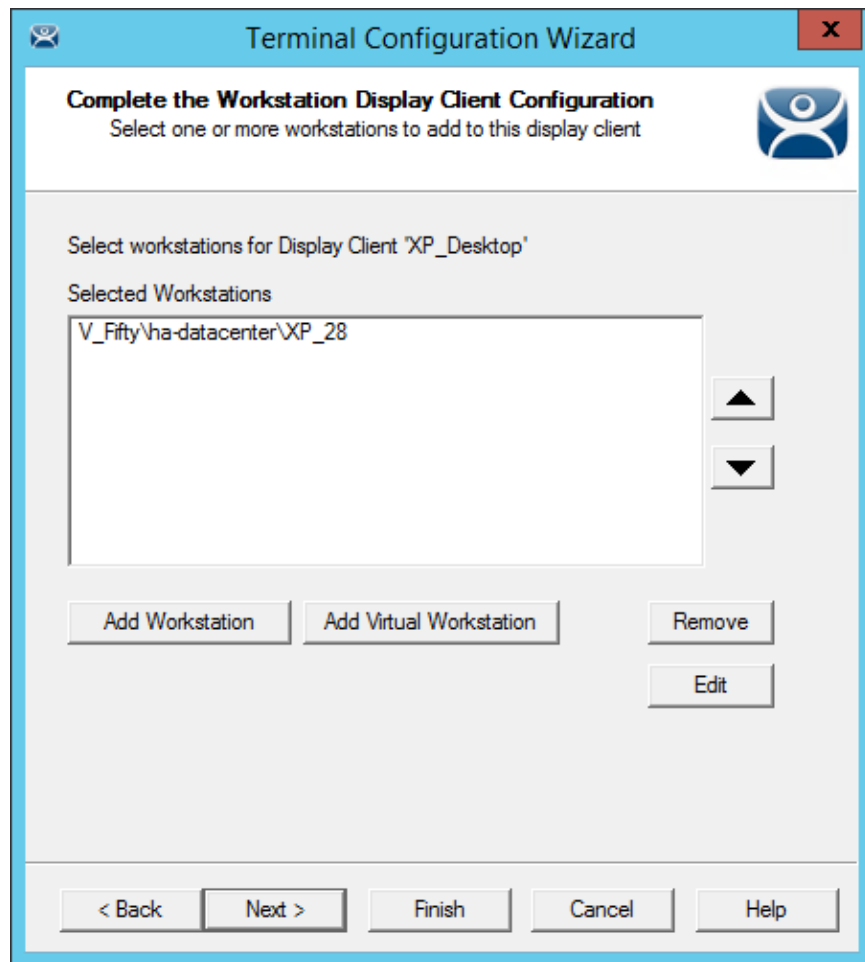 Terminal Configuration Wizard
x
Complete the Workstation Display Client Configuration
Select one or more workstations to add to this display client
Select workstations for Display Client 'XP_Desktop'
Selected Workstations
V_Fifty\ha-datacenter\XP_28
Add Workstation
Add Virtual Workstation
Remove
Edit
< Back
Next >
Finish
Cancel
Help